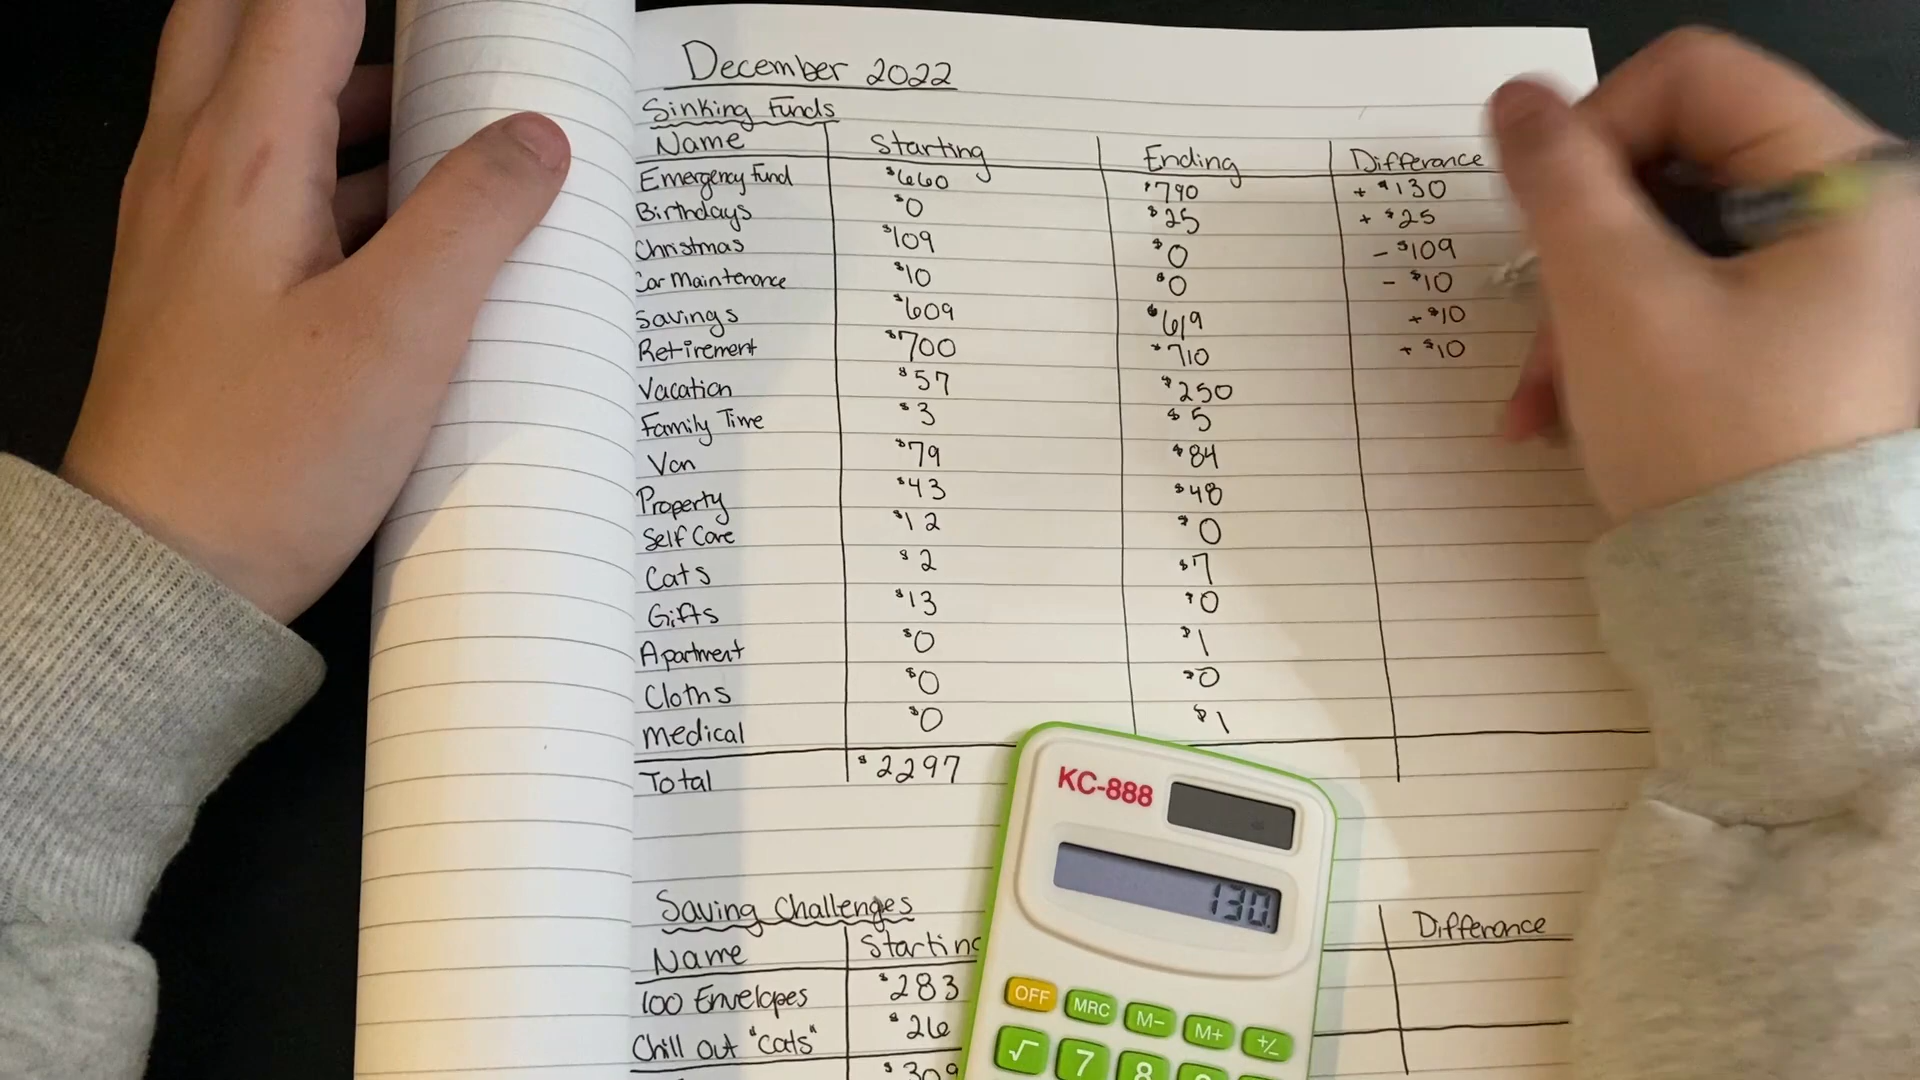 December 2022
Sinking Funds
Name Starting Ending Difference
Emergency Fund $660 $790 + $130
Birthdays $0 $25 + $25
Christmas $109 $0 - $109
Car Maintenance $10 $0 - $10
Savings $609 $619 + $10
Retirement $700 $710 + $10
Vacation $57 $250
Family Time $3 $5
Van $79 $84
Property $43 $48
Self Care $12 $0
Cats $2 $7
Gifts $13 $0
Apartment $0 $1
Cloths $0 $0
Medical $0 $1
Total $2297
KC-888
130.
Saving Challenges
Name Starting Difference
100 Envelopes $283
Chill out "Cats" $26
$309
OFF MRC M- M+ +/-
√ 7 8